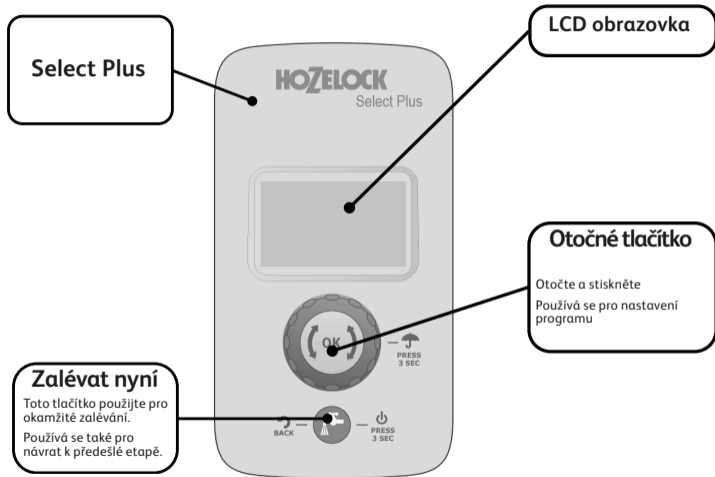 Select Plus
LCD obrazovka
HOZELOCK
Select Plus
Otočné tlačítko
Otočte a stiskněte
Používá se pro nastavení
programu
OK
PRESS
3 SEC
Zalévat nyní
Toto tlačítko použijte pro
okamžité zalévání.
Používá se také pro
návrat k předešlé etapě.
BACK
PRESS
3 SEC